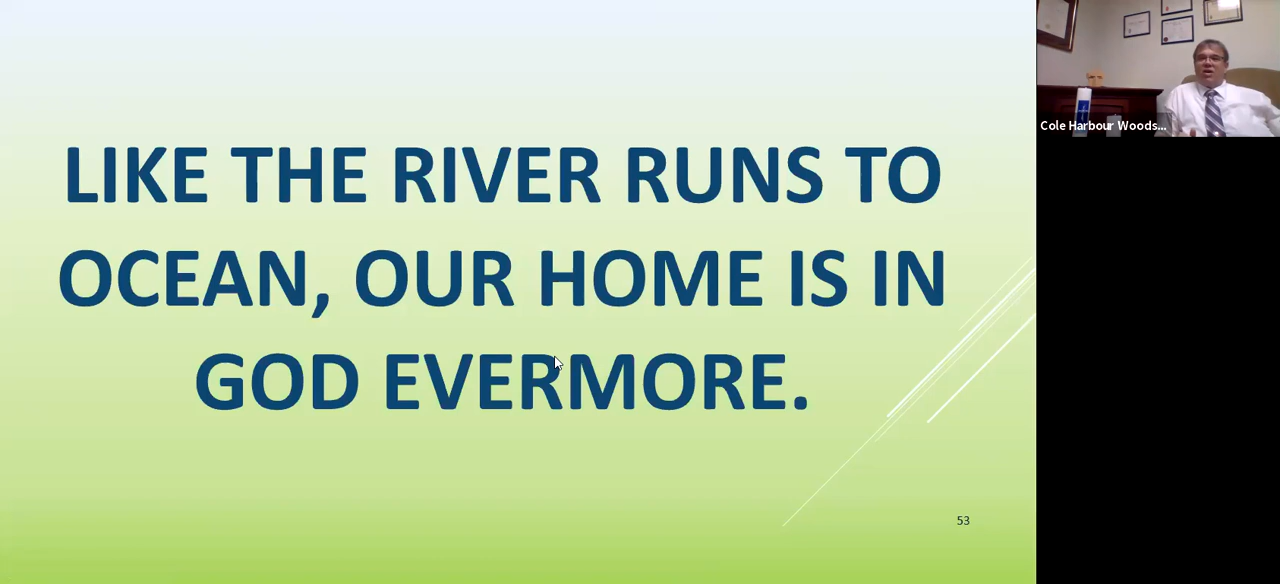 LIKE THE RIVER RUNS TO
OCEAN, OUR HOME IS IN
GOD EVERMORE.
53
Cole Harbour Woods...